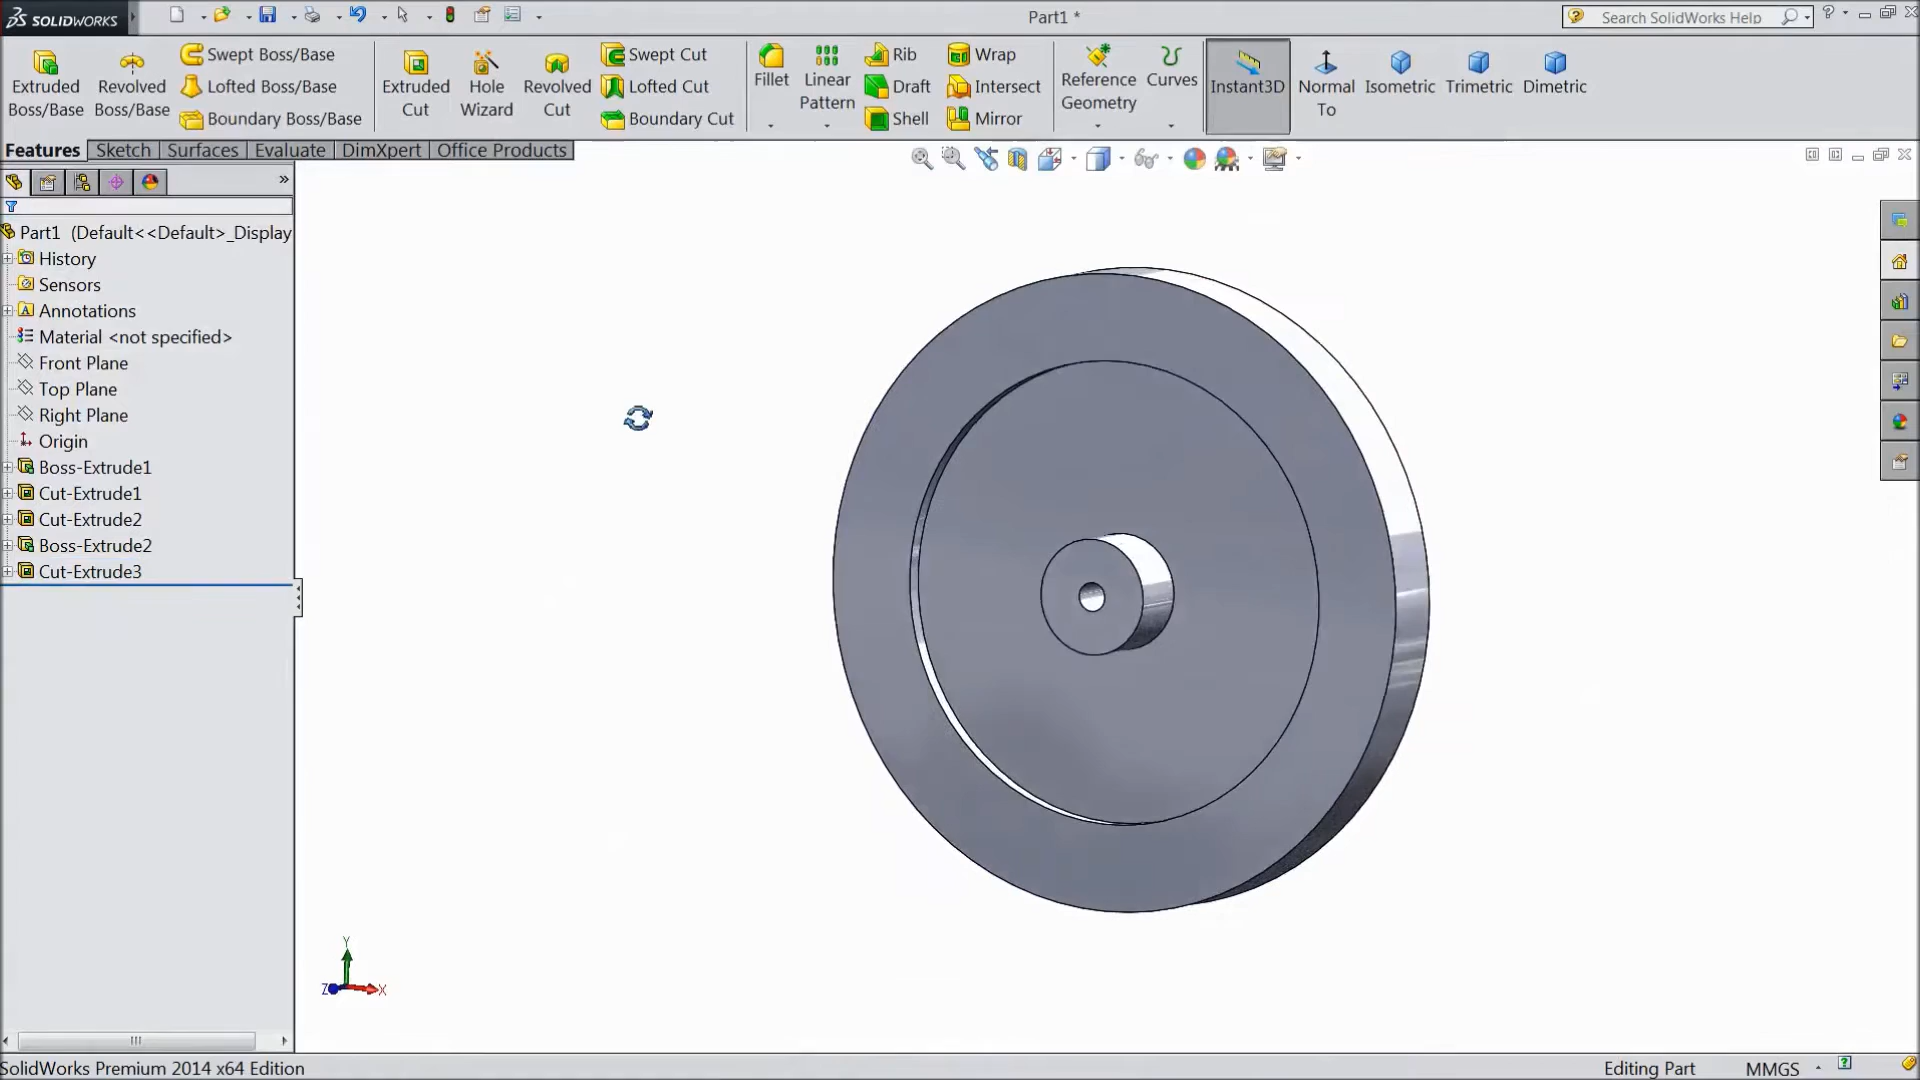 SOLIDWORKS
Part1 *
Search SolidWorks Help
Extruded Boss/Base
Revolved Boss/Base
Swept Boss/Base
Lofted Boss/Base
Boundary Boss/Base
Extruded Cut
Hole Wizard
Revolved Cut
Swept Cut
Lofted Cut
Boundary Cut
Fillet
Linear Pattern
Rib
Draft
Shell
Wrap
Intersect
Mirror
Reference Geometry
Curves
Instant3D
Normal To
Isometric
Trimetric
Dimetric
Features
Sketch
Surfaces
Evaluate
DimXpert
Office Products
Part1 (Default<<Default>_Display
History
Sensors
Annotations
Material <not specified>
Front Plane
Top Plane
Right Plane
Origin
Boss-Extrude1
Cut-Extrude1
Cut-Extrude2
Boss-Extrude2
Cut-Extrude3
Y
Z
X
SolidWorks Premium 2014 x64 Edition
Editing Part
MMGS